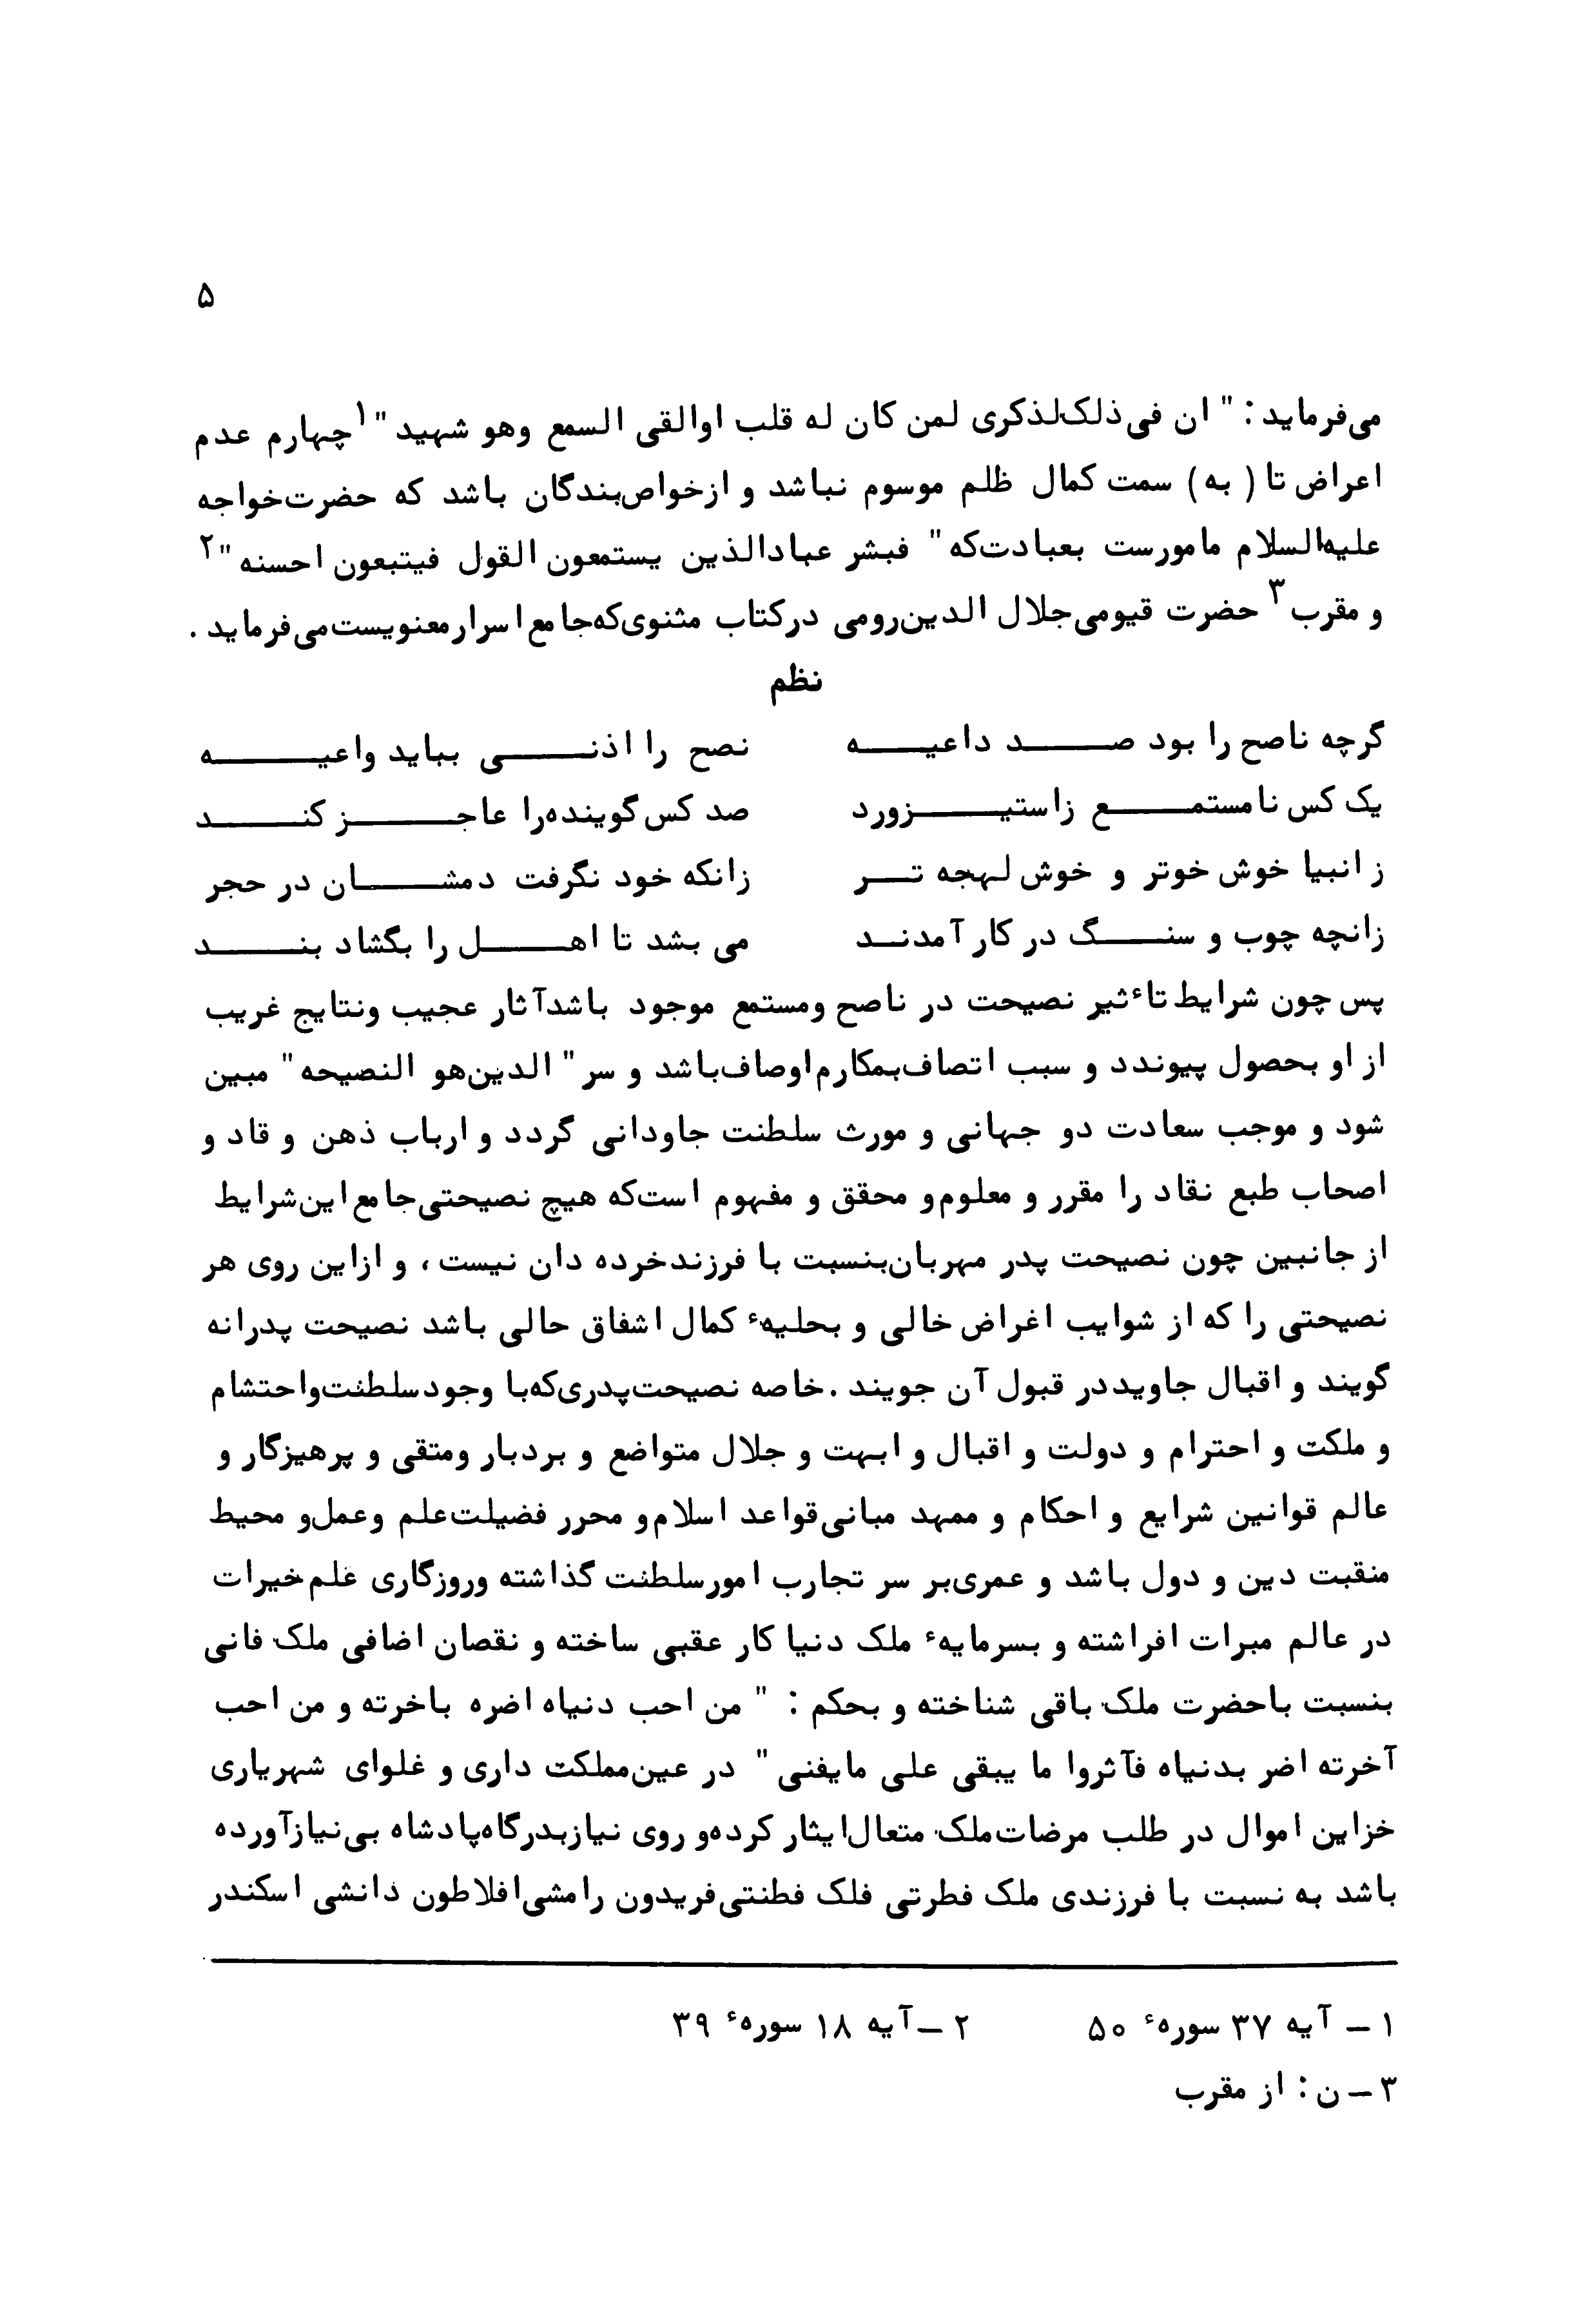 ۵
می‌فرماید: " ان فی ذلک لذکری لمن کان له قلب اوالقی السمع وهو شهید "۱ چهارم عدم
اعراض تا ( به ) سمت کمال ظلم موسوم نباشد و ازخواص‌بندگان باشد که حضرت‌خواجه
علیه‌السلام مامورست بعبادت‌که " فبشر عبادالذین یستمعون القول فیتبعون احسنه "۲
و مقرب۳ حضرت قیومی‌جلال الدین‌رومی درکتاب مثنوی‌که‌جامع اسرارمعنویست‌می‌فرماید .
نظم
گرچه ناصح را بود صد داعیه نصح را اذنی بباید واعیه
یک کس نامستمع زاستیزورد صد کس گوینده‌را عاجز کند
ز انبیا خوش خوتر و خوش لهجه تر زانکه خود نگرفت دمشان در حجر
زانچه چوب و سنگ در کار آمدند می بشد تا اهل را بگشاد بند
پس چون شرایط تاءثیر نصیحت در ناصح ومستمع موجود باشدآثار عجیب ونتایج غریب
از او بحصول پیوندد و سبب اتصاف‌بمکارم‌اوصاف‌باشد و سر " الدین‌هو النصیحه " مبین
شود و موجب سعادت دو جهانی و مورث سلطنت جاودانی گردد و ارباب ذهن و قاد و
اصحاب طبع نقاد را مقرر و معلوم‌و محقق و مفهوم است‌که هیچ نصیحتی‌جامع این‌شرایط
از جانبین چون نصیحت پدر مهربان‌بنسبت با فرزندخرده دان نیست ، و ازاین روی هر
نصیحتی را که از شوایب اغراض خالی و بحلیهء کمال اشفاق حالی باشد نصیحت پدرانه
گویند و اقبال جاویددر قبول آن جویند .خاصه نصیحت‌پدری‌که‌با وجودسلطنت‌واحتشام
و ملکت و احترام و دولت و اقبال و ابهت و جلال متواضع و بردبار ومتقی و پرهیزگار و
عالم قوانین شرایع و احکام و ممهد مبانی‌قواعد اسلام‌و محرر فضیلت‌علم وعمل‌و محیط
منقبت دین و دول باشد و عمری‌بر سر تجارب امورسلطنت گذاشته وروزگاری علم‌خیرات
در عالم مبرات افراشته و بسرمایهء ملک دنیا کار عقبی ساخته و نقصان اضافی ملک فانی
بنسبت باحضرت ملک باقی شناخته و بحکم : " من احب دنیاه اضره باخرته و من احب
آخرته اضر بدنیاه فآثروا ما یبقی علی مایفنی " در عین‌مملکت داری و غلوای شهریاری
خزاین اموال در طلب مرضات‌ملک متعال‌ایثار کرده‌و روی نیازبدرگاه‌پادشاه بی‌نیازآورده
باشد به نسبت با فرزندی ملک فطرتی فلک فطنتی‌فریدون رامشی‌افلاطون دانشی اسکندر
۱ – آیه ۳۷ سورهء ۵۰ ۲ –آیه ۱۸ سورهء ۳۹
۳ – ن : از مقرب